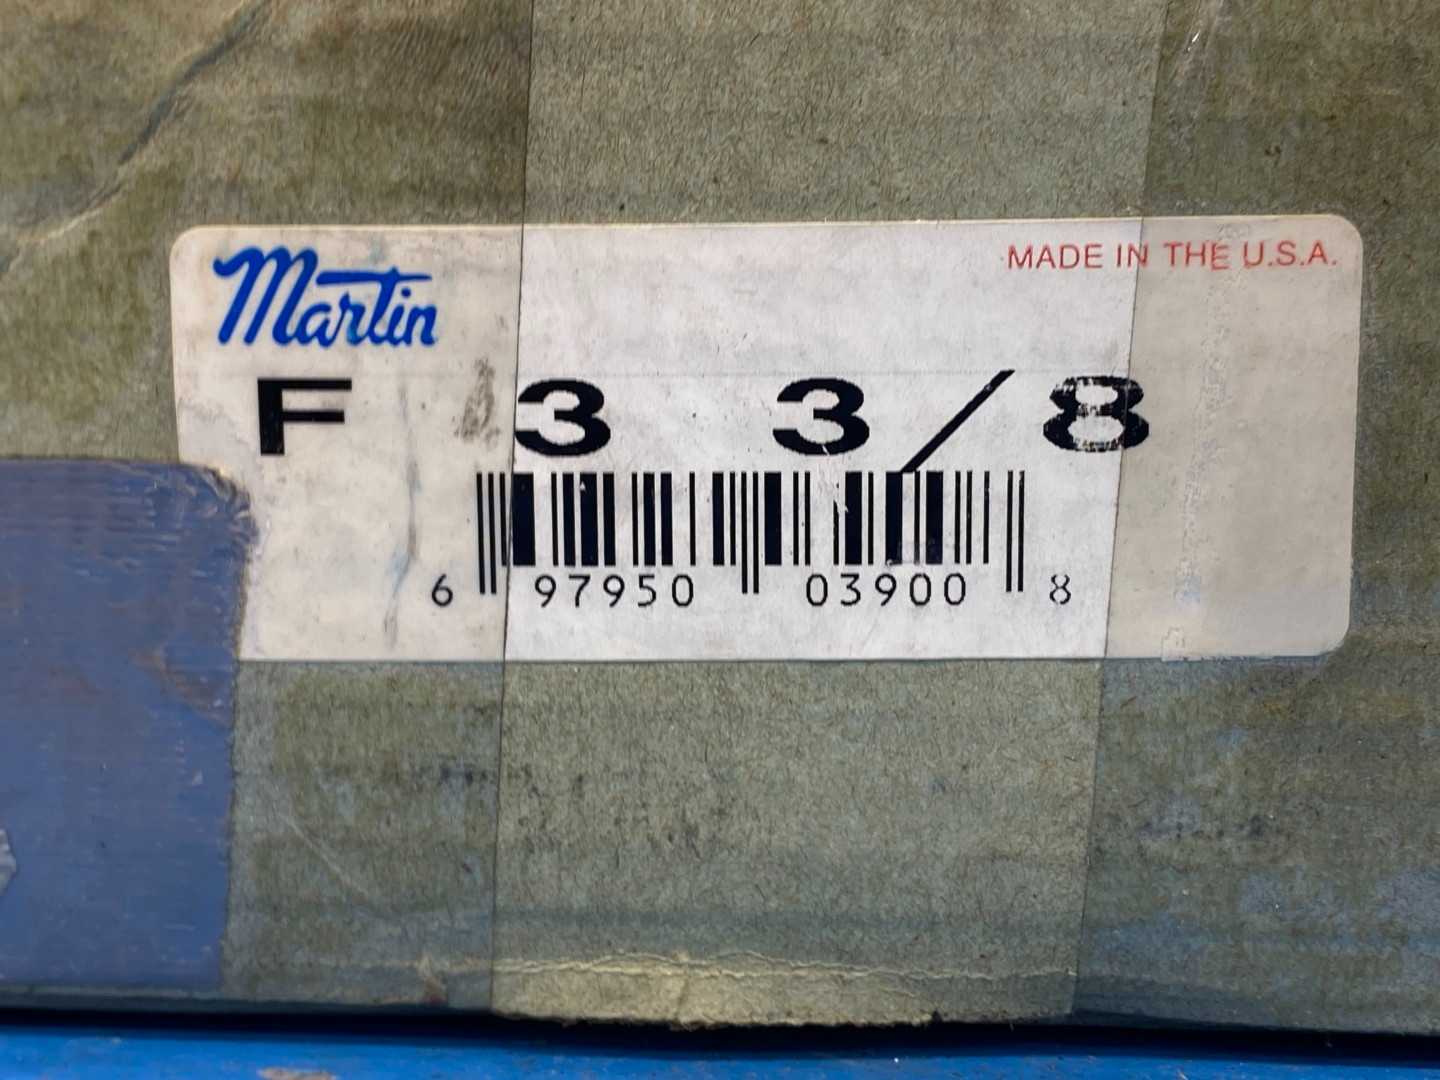 Martin
MADE IN THE U.S.A.
F 3 3/8
6 97950 03900 8